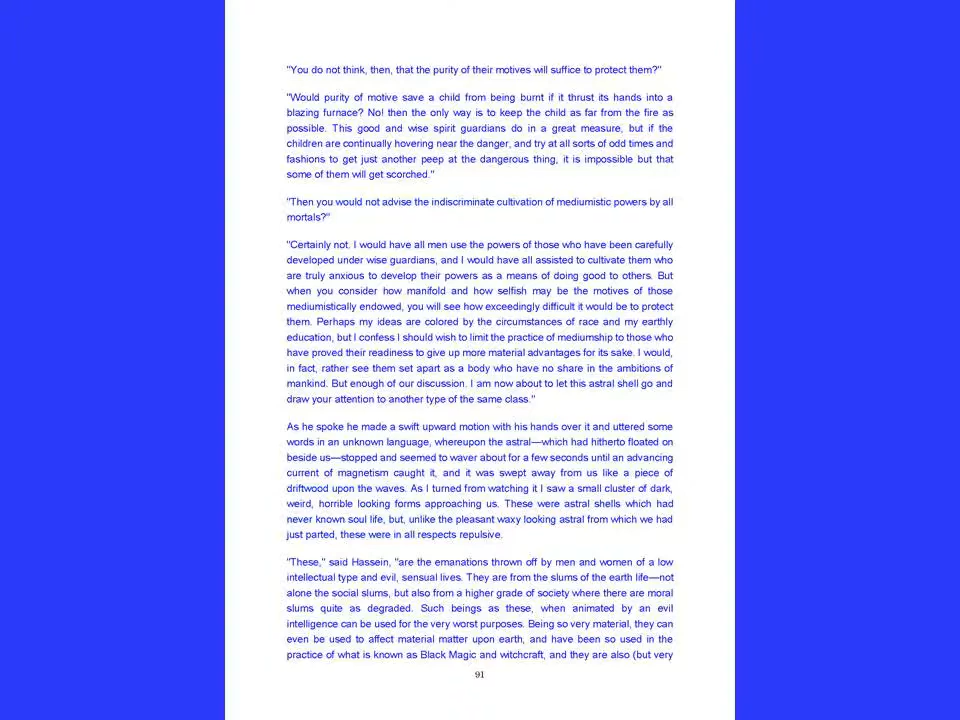 "You do not think, then, that the purity of their motives will suffice to protect them?"
"Would purity of motive save a child from being burnt if it thrust its hands into a
blazing furnace? No! then the only way is to keep the child as far from the fire as
possible. This good and wise spirit guardians do in a great measure, but if the
children are continually hovering near the danger, and try at all sorts of odd times and
fashions to get just another peep at the dangerous thing, it is impossible but that
some of them will get scorched."
"Then you would not advise the indiscriminate cultivation of mediumistic powers by all
mortals?"
"Certainly not. I would have all men use the powers of those who have been carefully
developed under wise guardians, and I would have all assisted to cultivate them who
are truly anxious to develop their powers as a means of doing good to others. But
when you consider how manifold and how selfish may be the motives of those
mediumistically endowed, you will see how exceedingly difficult it would be to protect
them. Perhaps my ideas are colored by the circumstances of race and my earthly
education, but I confess I should wish to limit the practice of mediumship to those who
have proved their readiness to give up more material advantages for its sake. I would,
in fact, rather see them set apart as a body who have no share in the ambitions of
mankind. But enough of our discussion. I am now about to let this astral shell go and
draw your attention to another type of the same class."
As he spoke he made a swift upward motion with his hands over it and uttered some
words in an unknown language, whereupon the astral—which had hitherto floated on
beside us—stopped and seemed to waver about for a few seconds until an advancing
current of magnetism caught it, and it was swept away from us like a piece of
driftwood upon the waves. As I turned from watching it I saw a small cluster of dark,
weird, horrible looking forms approaching us. These were astral shells which had
never known soul life, but, unlike the pleasant waxy looking astral from which we had
just parted, these were in all respects repulsive.
"These," said Hassein, "are the emanations thrown off by men and women of a low
intellectual type and evil, sensual lives. They are from the slums of the earth life—not
alone the social slums, but also from a higher grade of society where there are moral
slums quite as degraded. Such beings as these, when animated by an evil
intelligence can be used for the very worst purposes. Being so very material, they can
even be used to affect material matter upon earth, and have been so used in the
practice of what is known as Black Magic and witchcraft, and they are also (but very
91